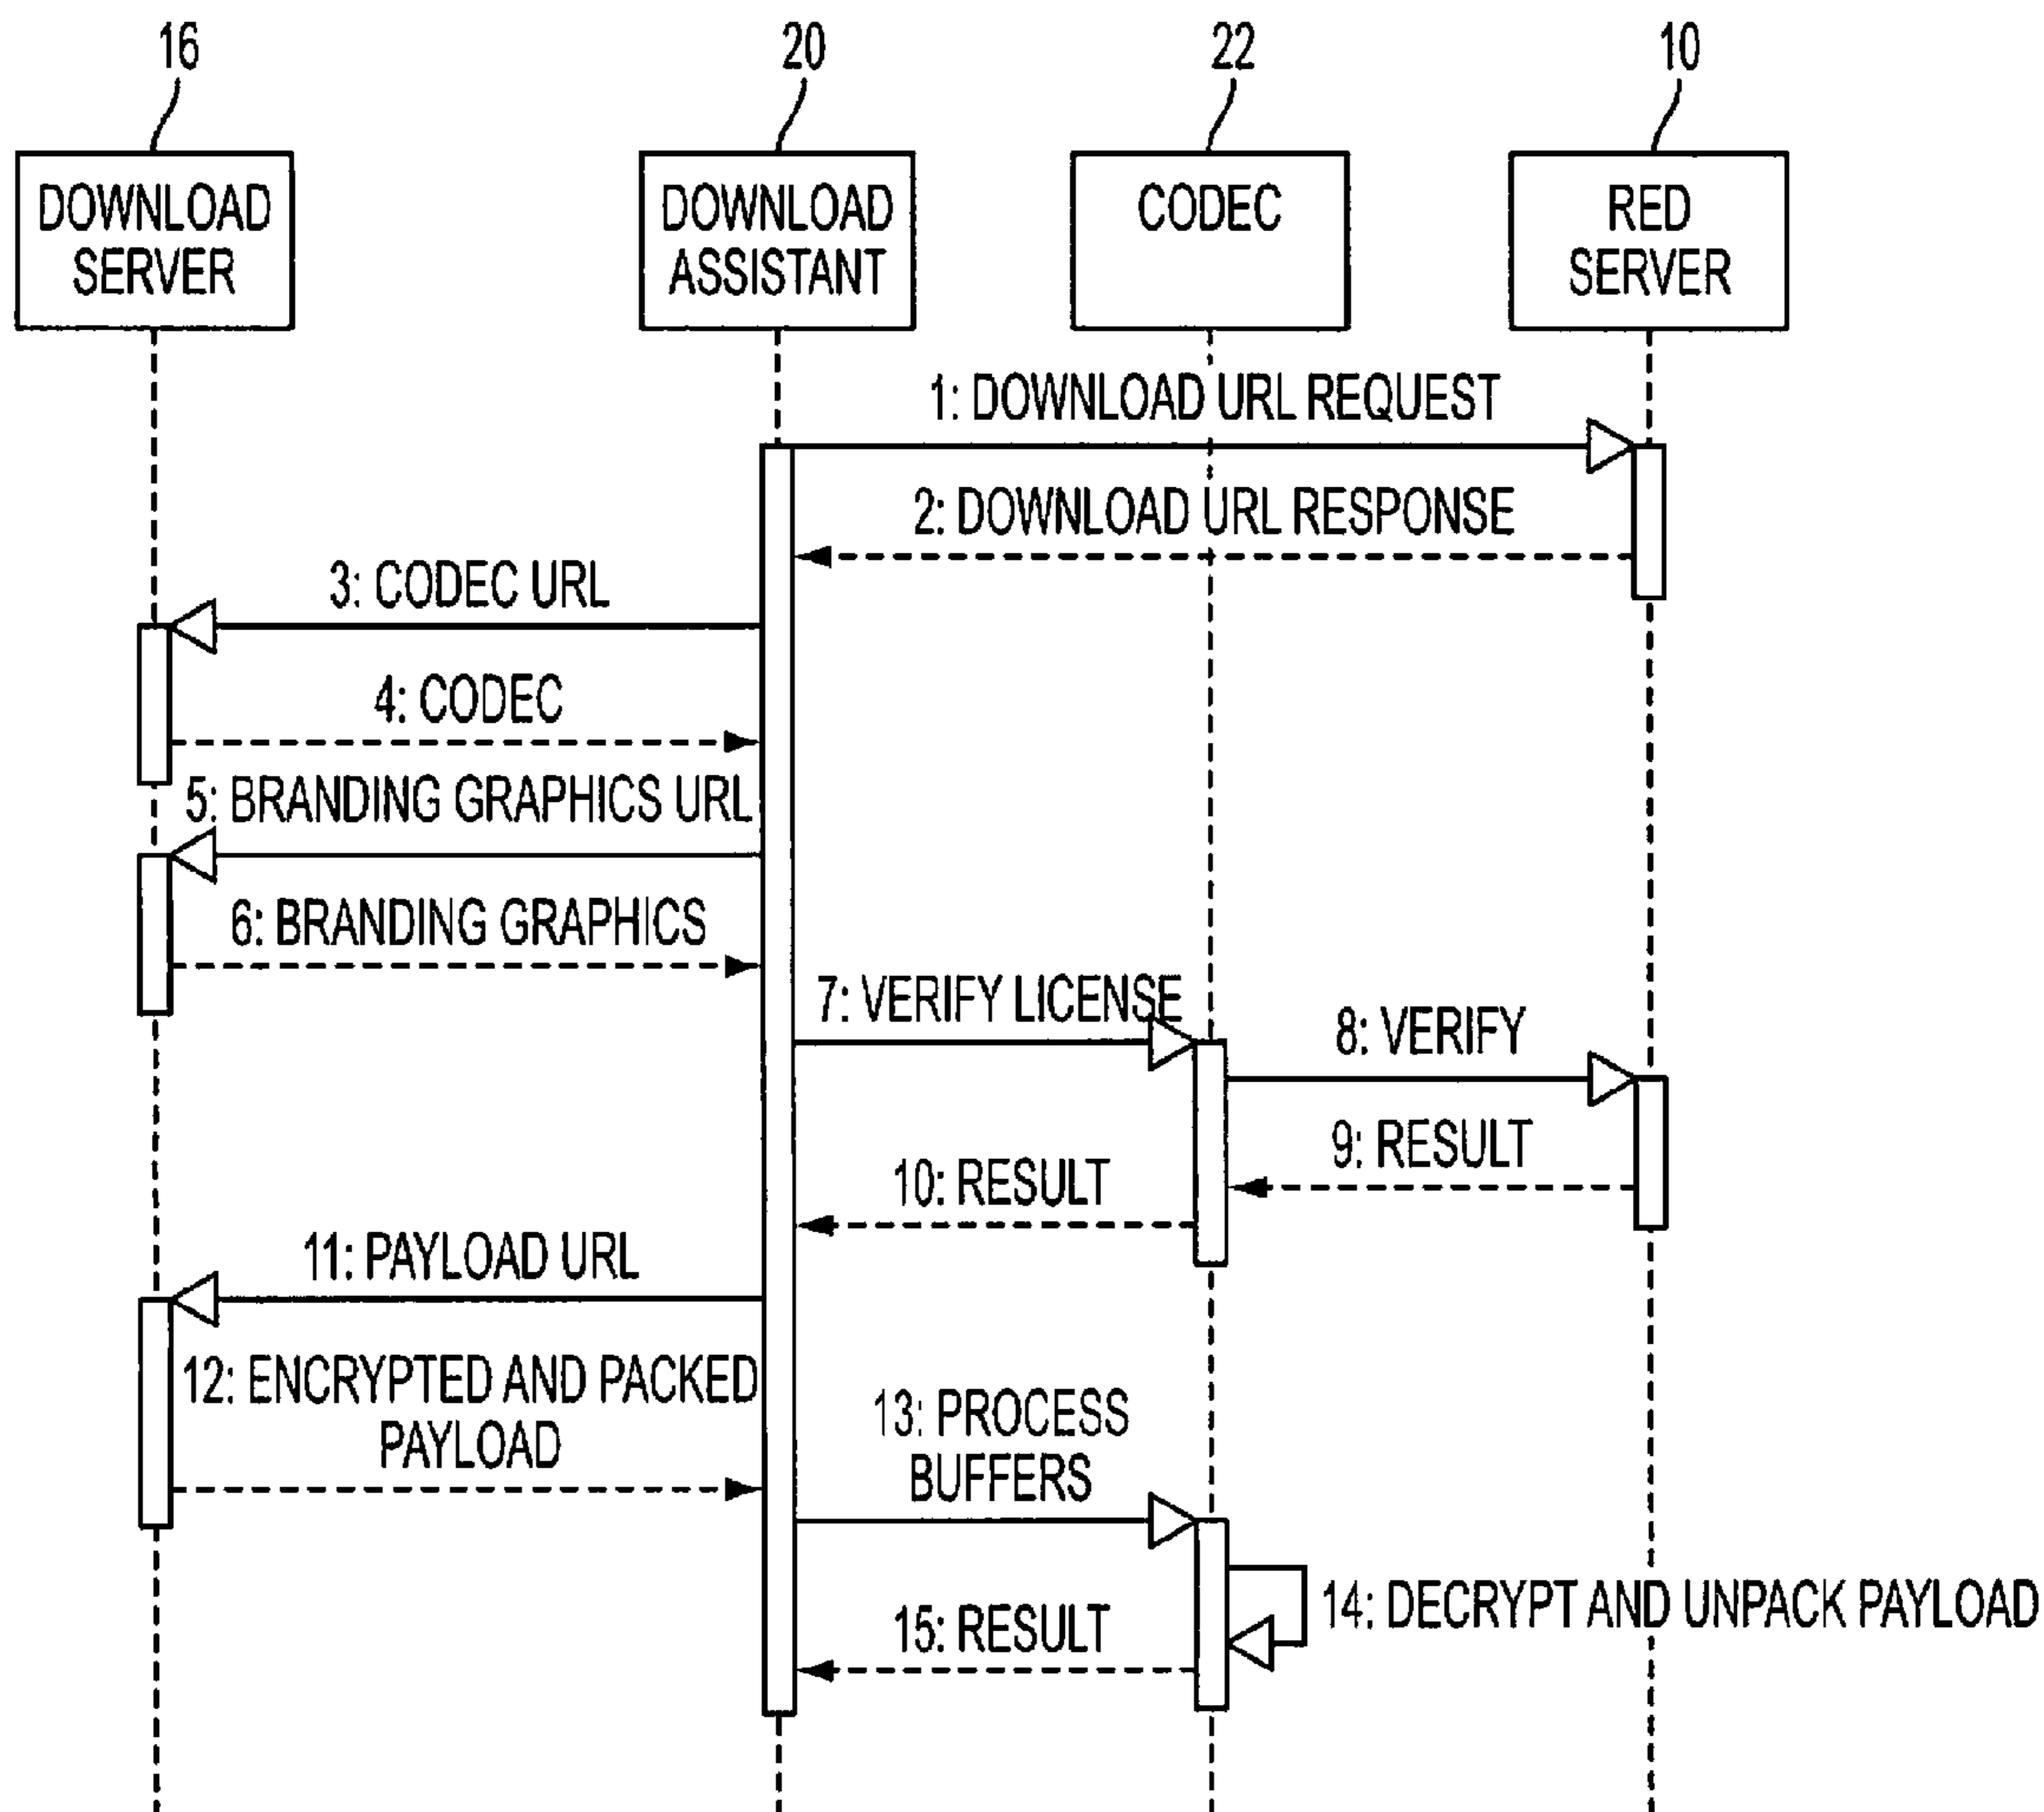 16
20
22
10
DOWNLOAD
SERVER
DOWNLOAD
ASSISTANT
CODEC
RED
SERVER
1: DOWNLOAD URL REQUEST
2: DOWNLOAD URL RESPONSE
3: CODEC URL
4: CODEC
5: BRANDING GRAPHICS URL
6: BRANDING GRAPHICS
7: VERIFY LICENSE
8: VERIFY
9: RESULT
10: RESULT
11: PAYLOAD URL
12: ENCRYPTED AND PACKED
PAYLOAD
13: PROCESS
BUFFERS
14: DECRYPT AND UNPACK PAYLOAD
15: RESULT